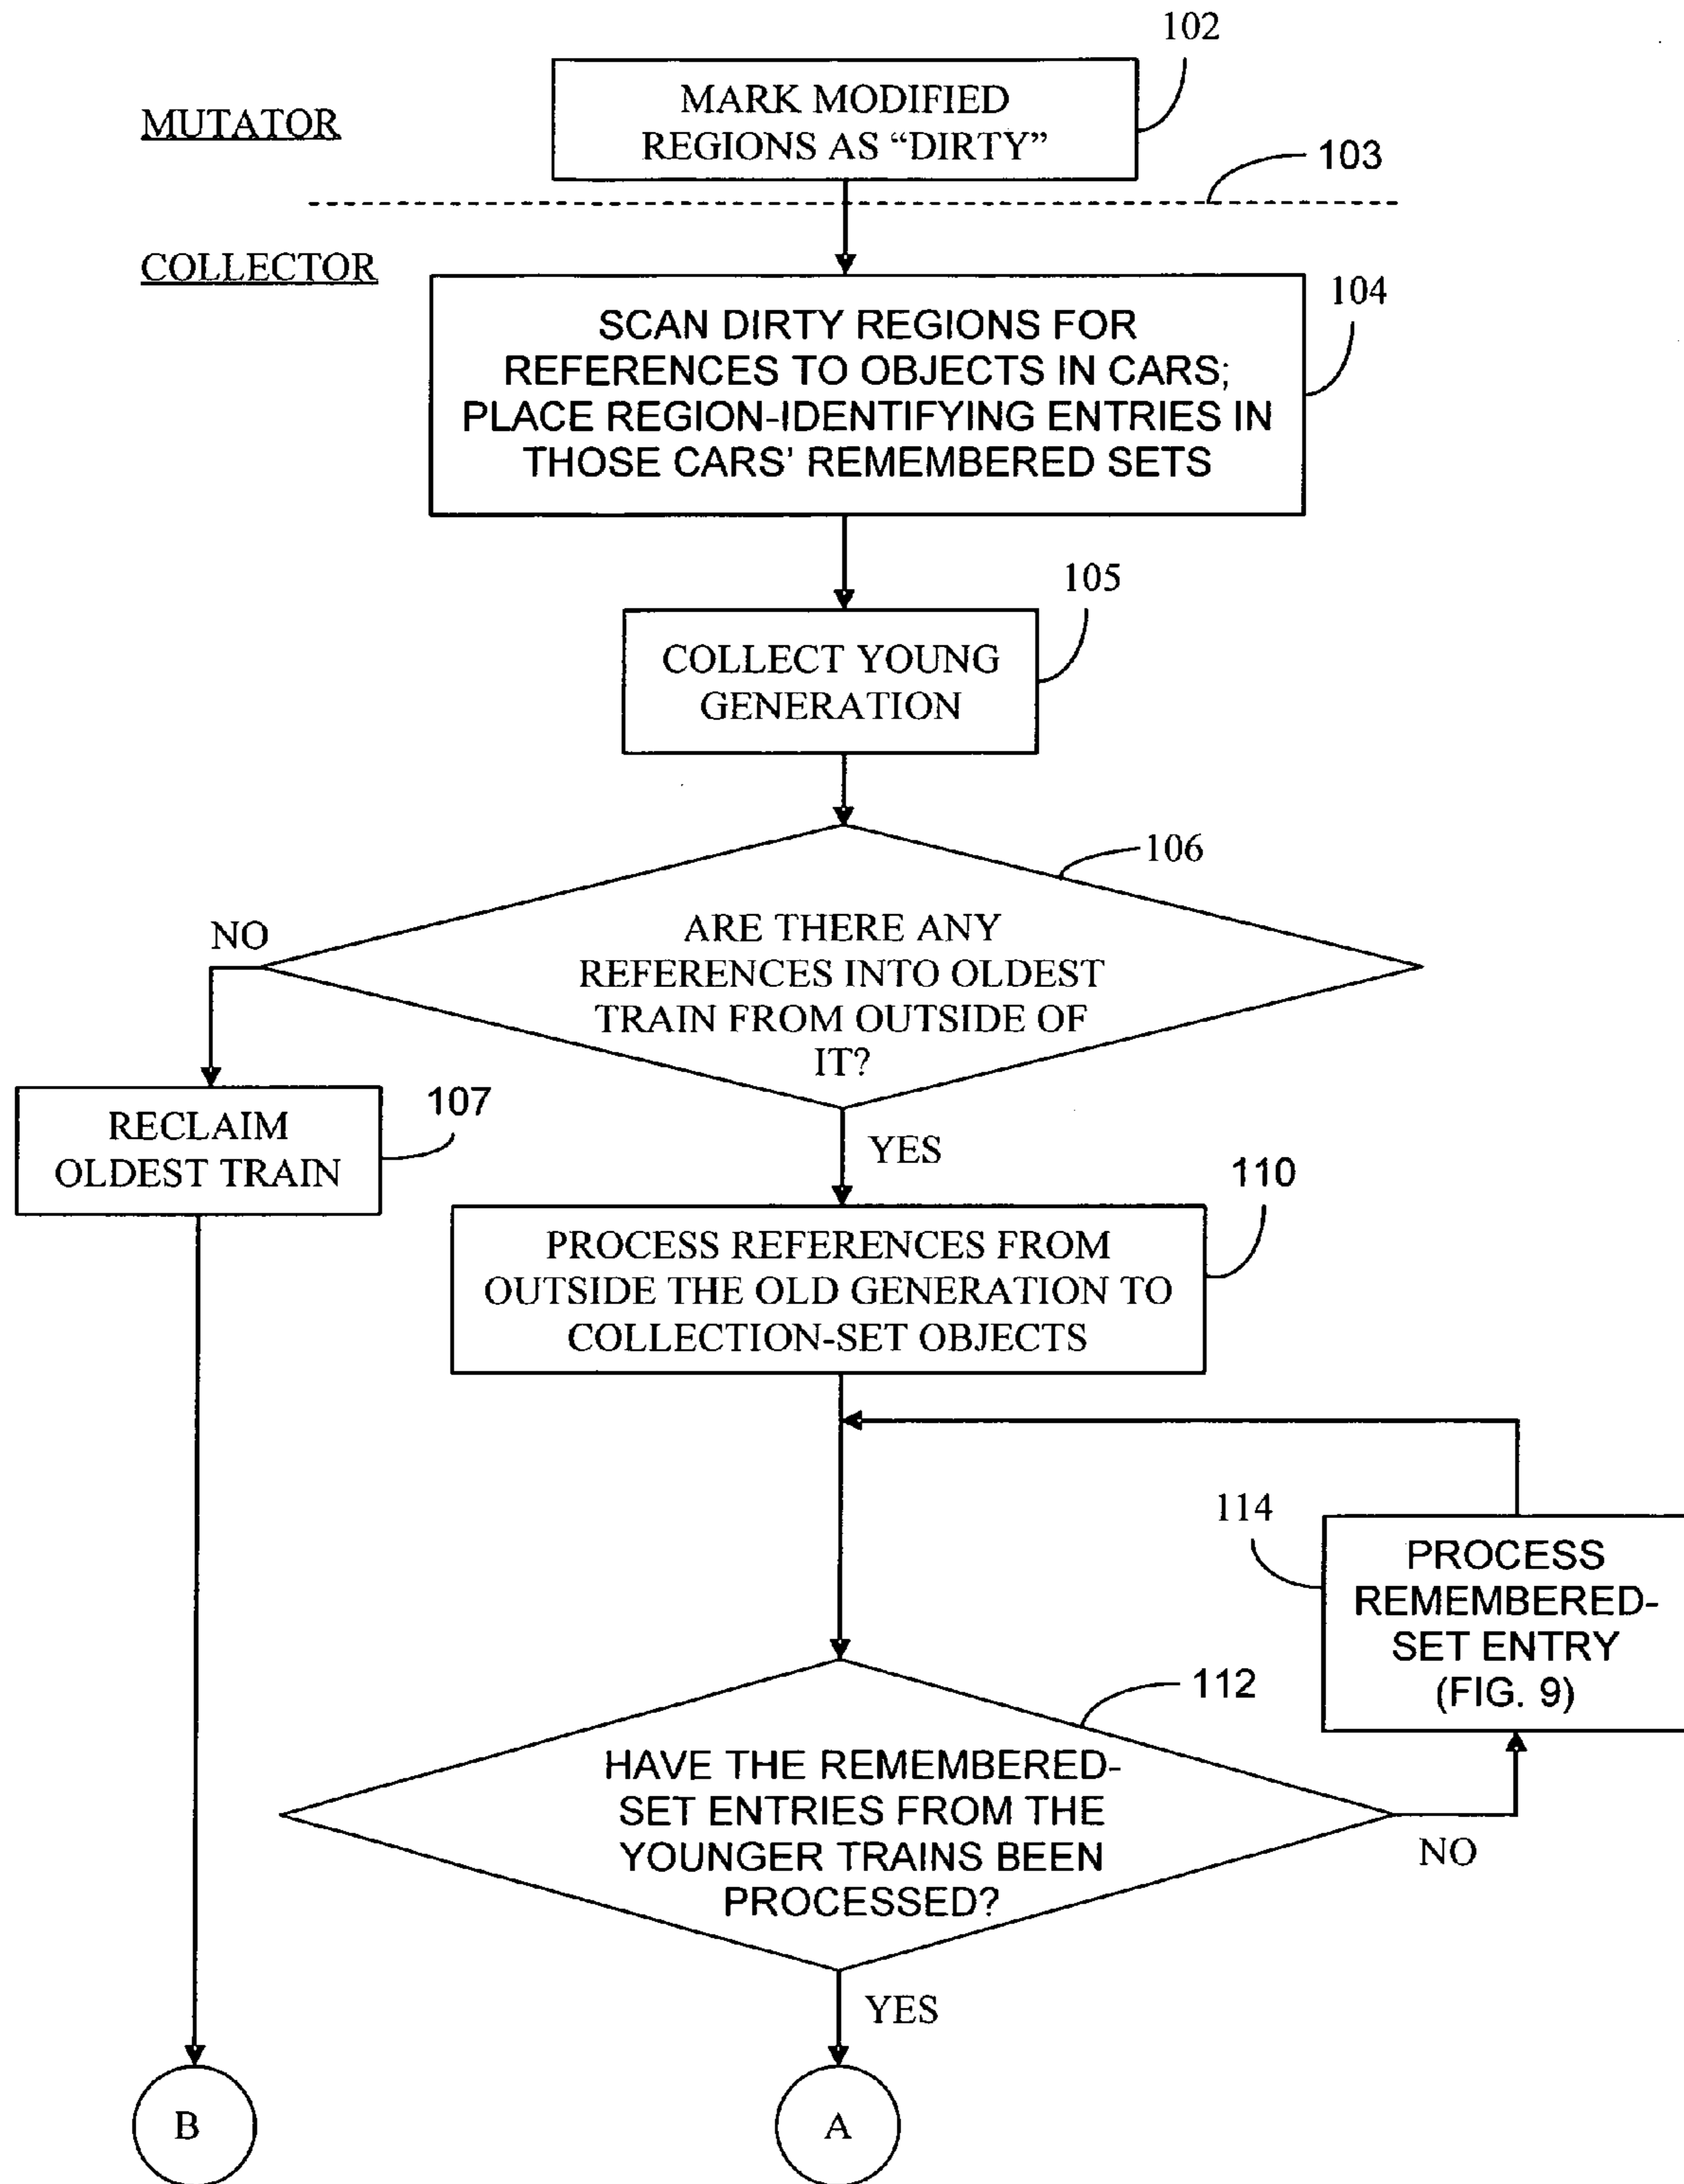 102
MARK MODIFIED
REGIONS AS “DIRTY”
MUTATOR
103
COLLECTOR
104
SCAN DIRTY REGIONS FOR
REFERENCES TO OBJECTS IN CARS;
PLACE REGION-IDENTIFYING ENTRIES IN
THOSE CARS’ REMEMBERED SETS
105
COLLECT YOUNG
GENERATION
106
NO
ARE THERE ANY
REFERENCES INTO OLDEST
TRAIN FROM OUTSIDE OF
IT?
107
RECLAIM
OLDEST TRAIN
YES
110
PROCESS REFERENCES FROM
OUTSIDE THE OLD GENERATION TO
COLLECTION-SET OBJECTS
114
PROCESS
REMEMBERED-
SET ENTRY
(FIG. 9)
112
HAVE THE REMEMBERED-
SET ENTRIES FROM THE
YOUNGER TRAINS BEEN
PROCESSED?
NO
YES
B
A